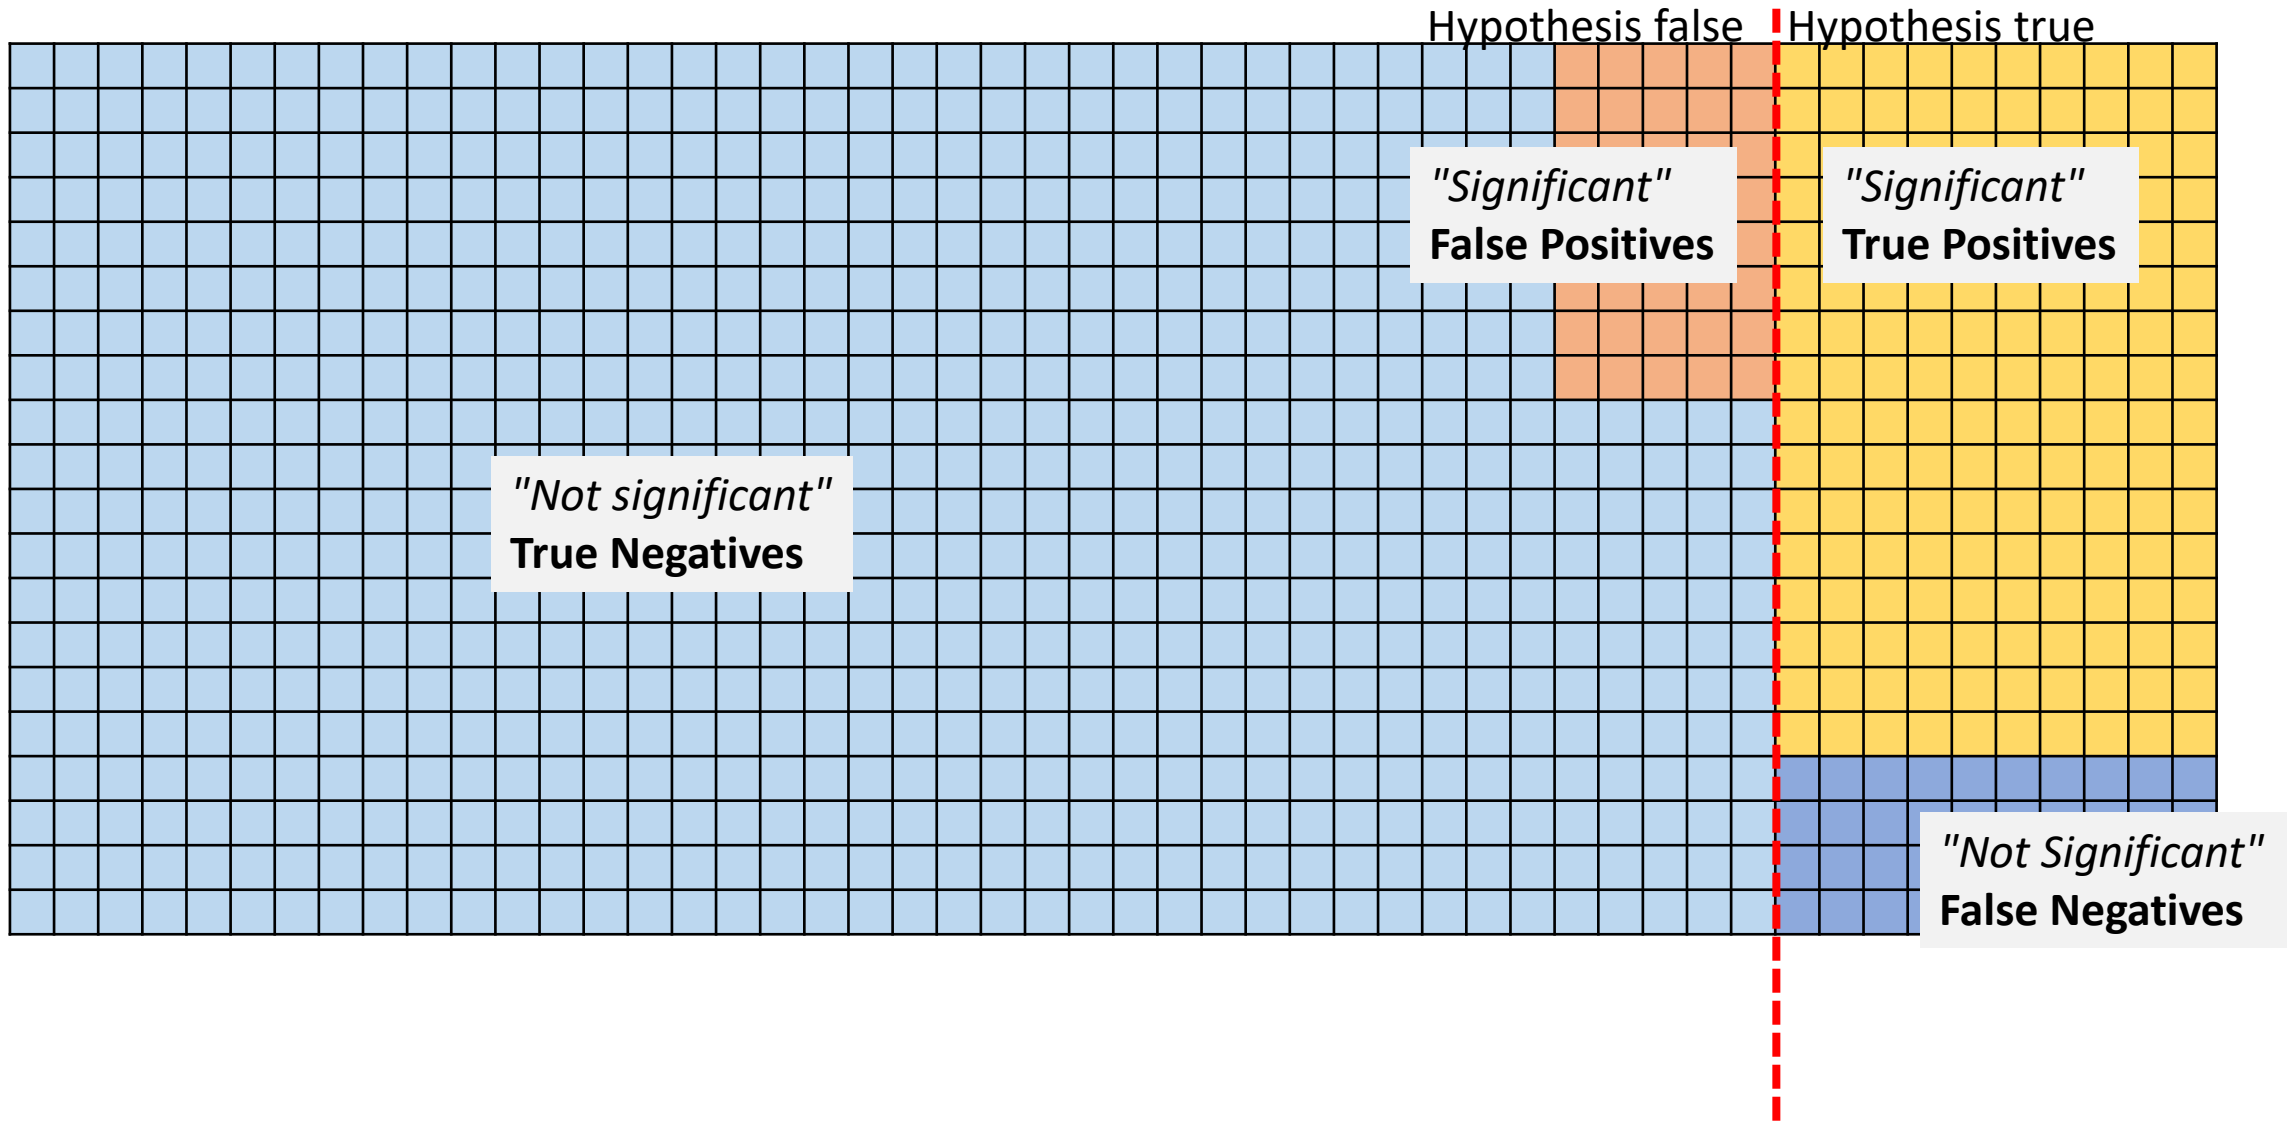 Hypothesis false
Hypothesis true
"Significant"
False Positives
"Significant"
True Positives
"Not significant"
True Negatives
"Not Significant"
False Negatives